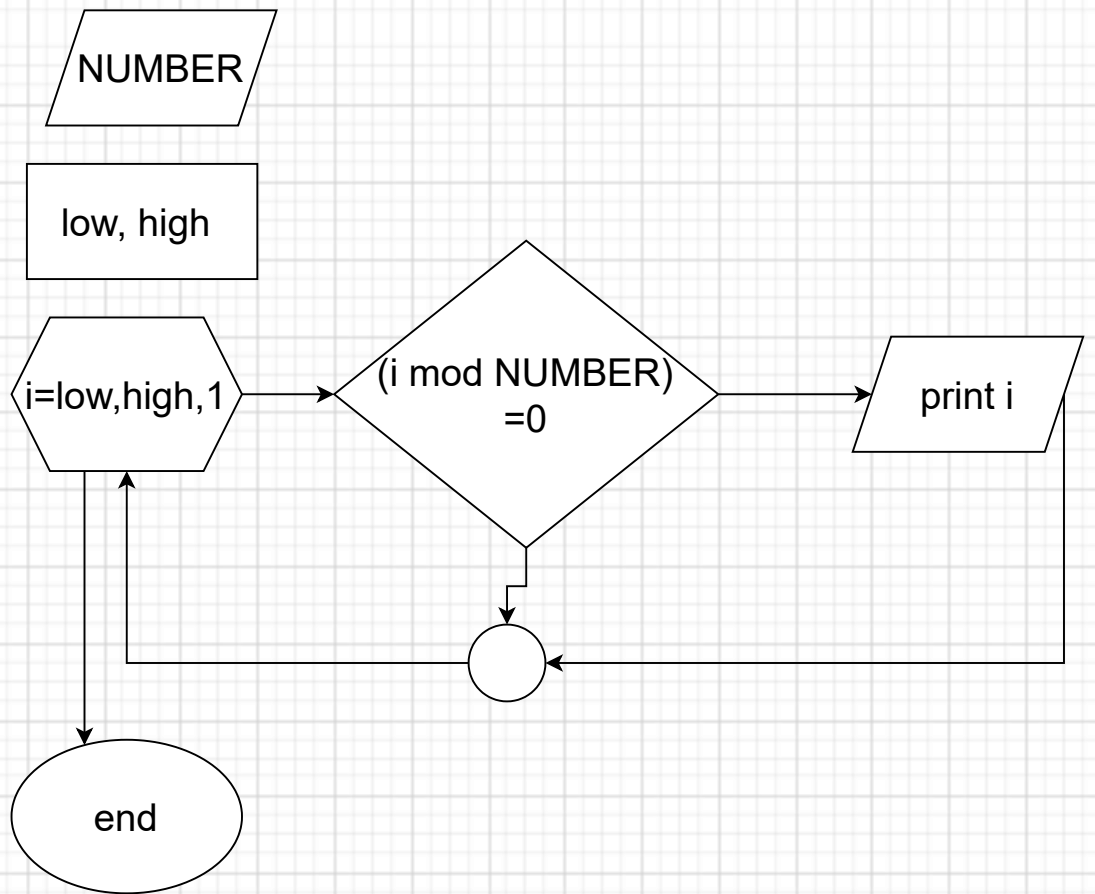 NUMBER
low, high
i=low,high,1
(i mod NUMBER)
=0
print i
end